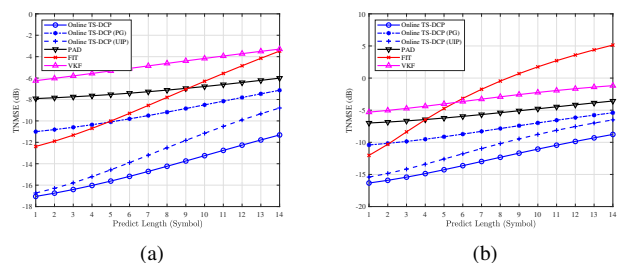 0
-2
-4
-6
-8
-10
-12
-14
-16
-18
TNMSE (dB)
Online TS-DCP
Online TS-DCP (PG)
Online TS-DCP (UIP)
PAD
FIT
VKF
1 2 3 4 5 6 7 8 9 10 11 12 13 14
Predict Length (Symbol)
(a)
10
5
0
-5
-10
-15
-20
TNMSE (dB)
Online TS-DCP
Online TS-DCP (PG)
Online TS-DCP (UIP)
PAD
FIT
VKF
1 2 3 4 5 6 7 8 9 10 11 12 13 14
Predict Length (Symbol)
(b)